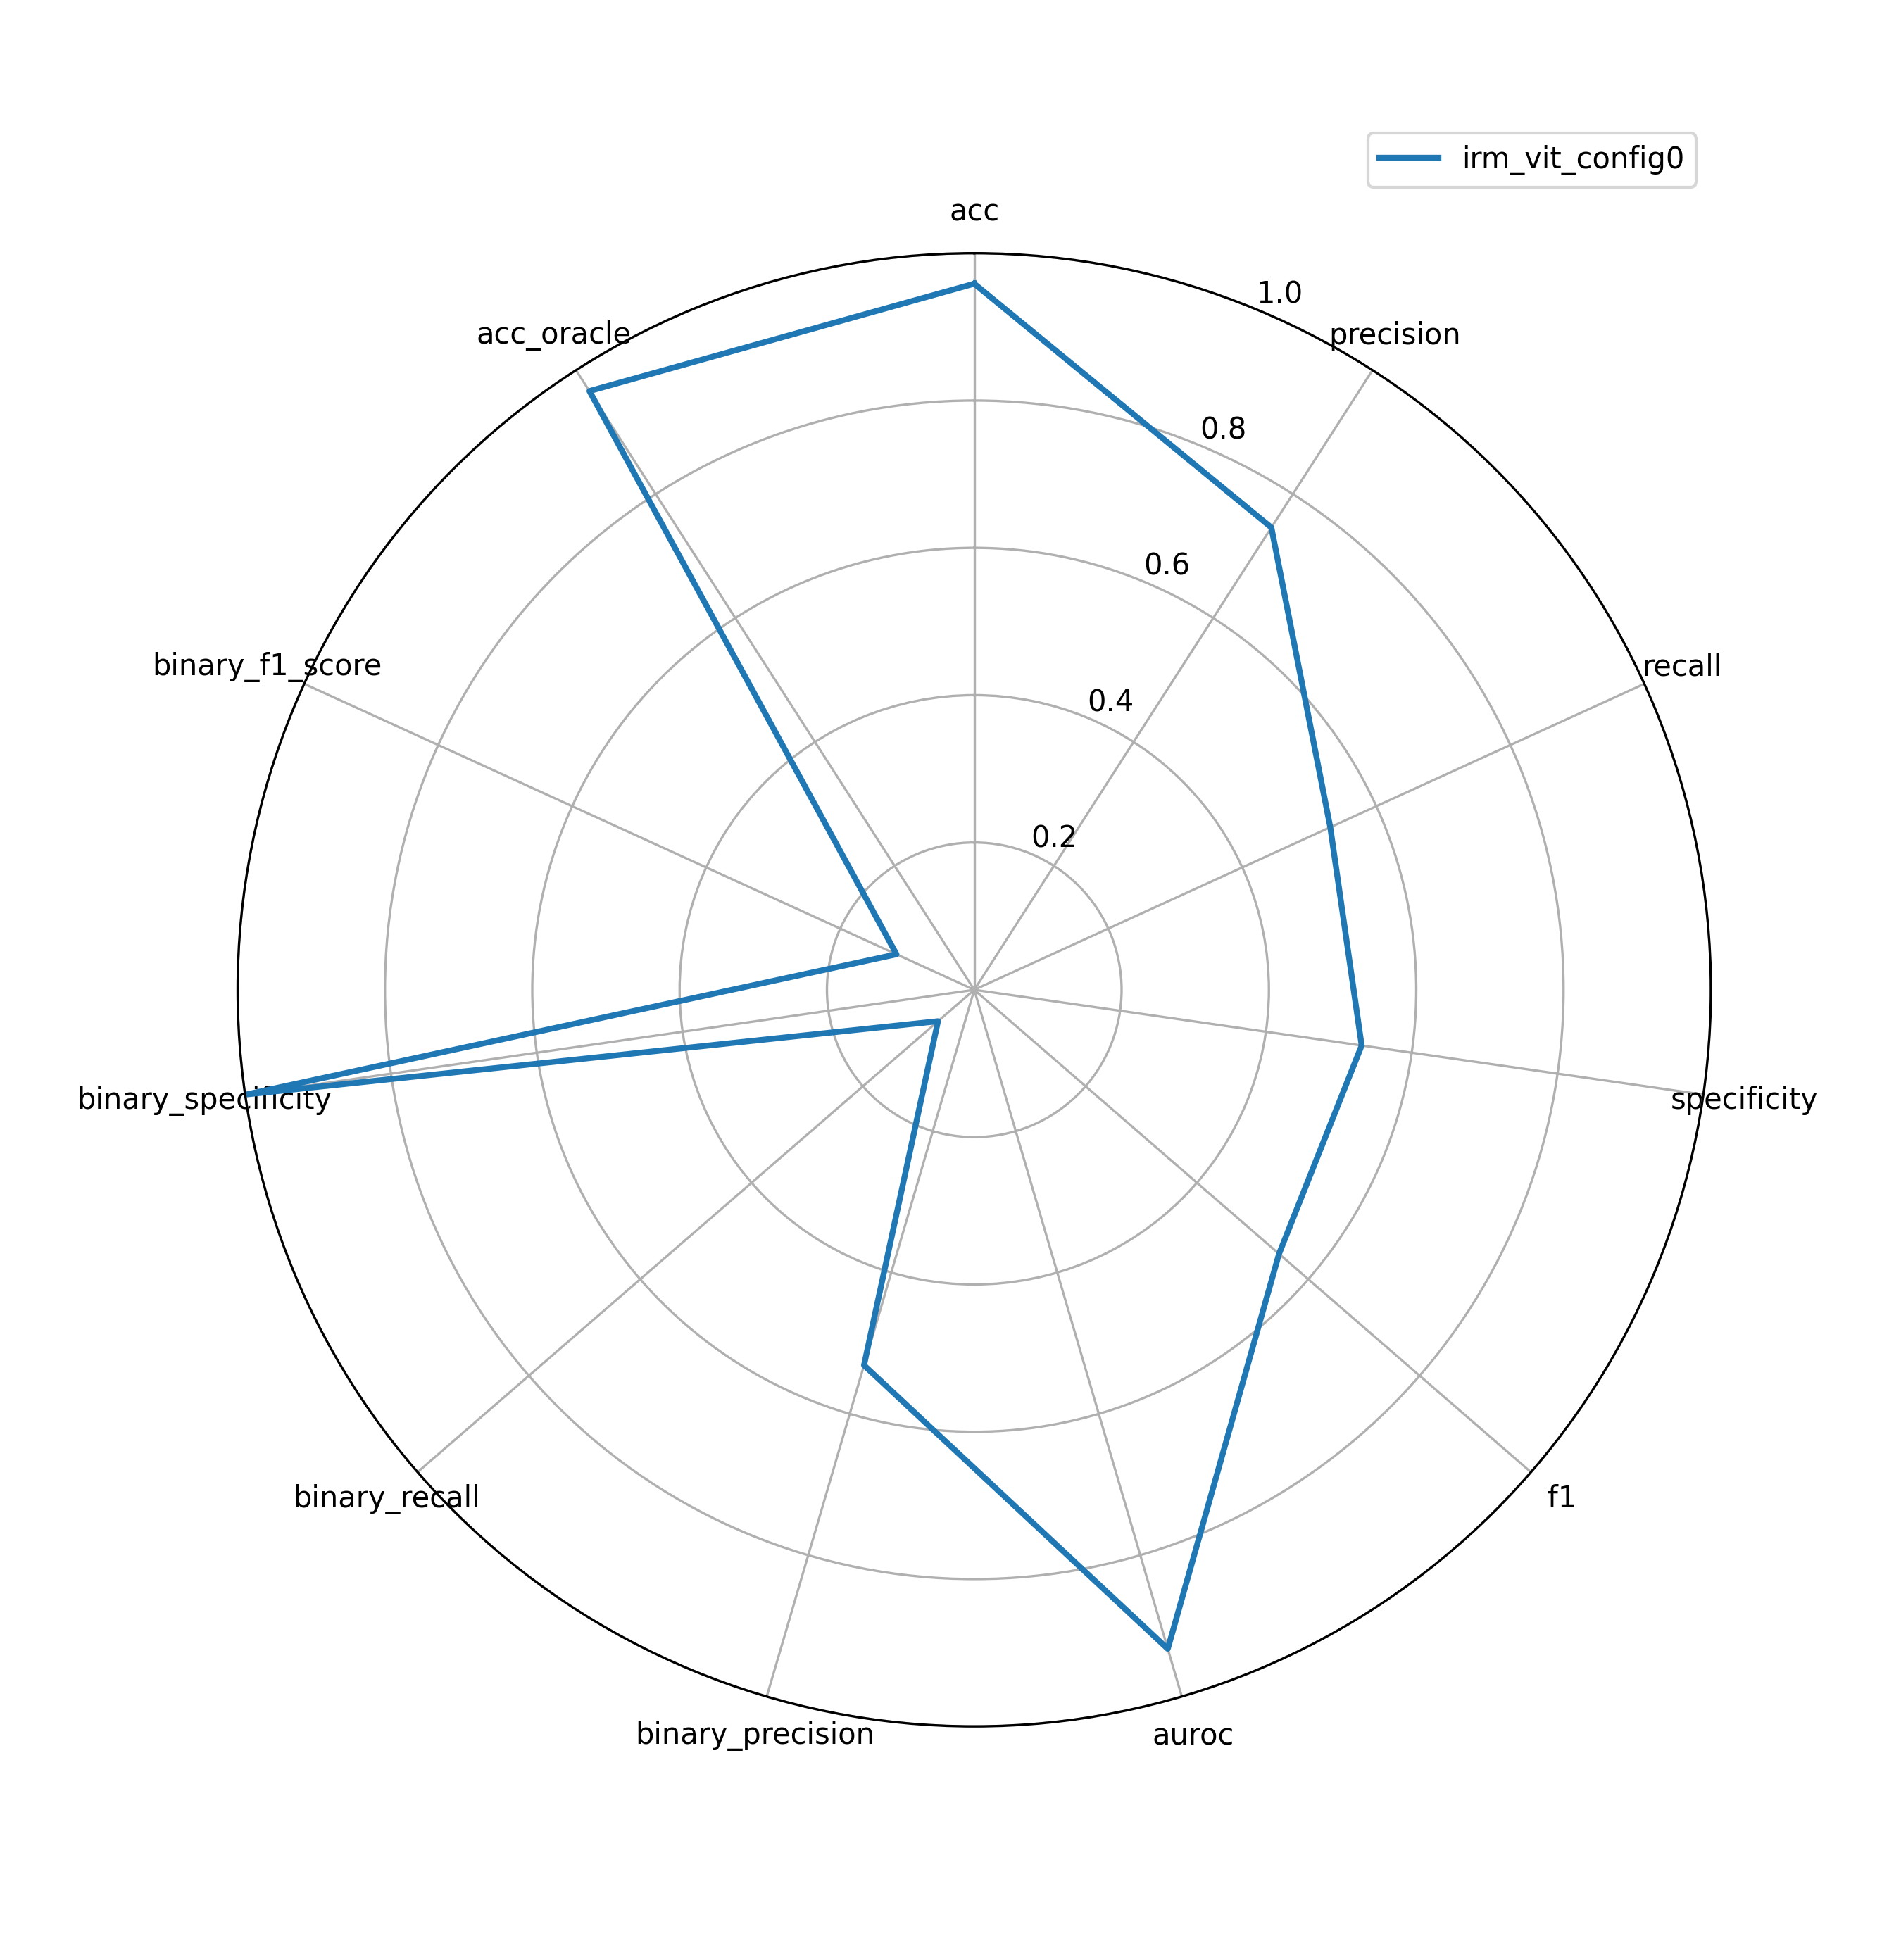 irm_vit_config0
acc
1.0
acc_oracle
precision
0.8
0.6
binary_f1_score
recall
0.4
0.2
binary_specificity
specificity
binary_recall
f1
binary_precision
auroc